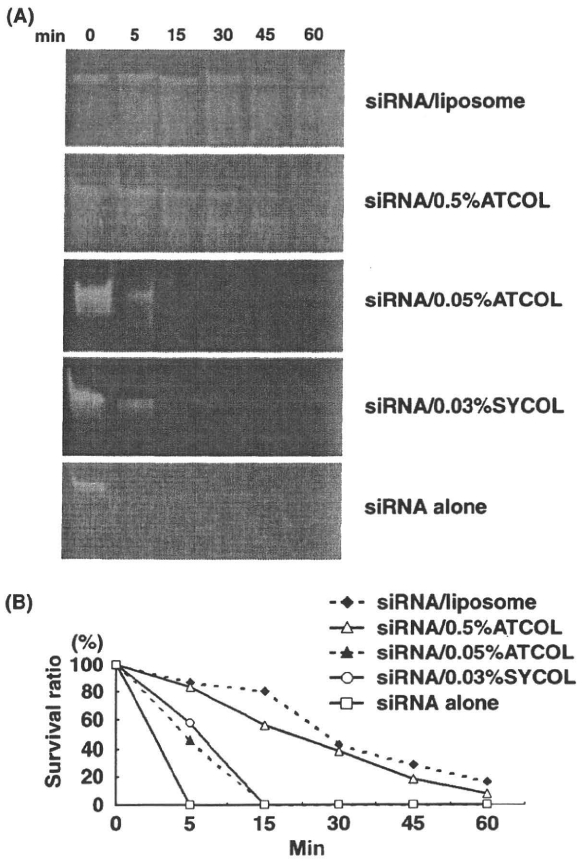 (A)
min 0 5 15 30 45 60
siRNA/liposome
siRNA/0.5%ATCOL
siRNA/0.05%ATCOL
siRNA/0.03%SYCOL
siRNA alone
(B)
siRNA/liposome
siRNA/0.5%ATCOL
siRNA/0.05%ATCOL
siRNA/0.03%SYCOL
siRNA alone
(%)
100
80
60
40
20
0
Survival ratio
0 5 15 30 45 60
Min